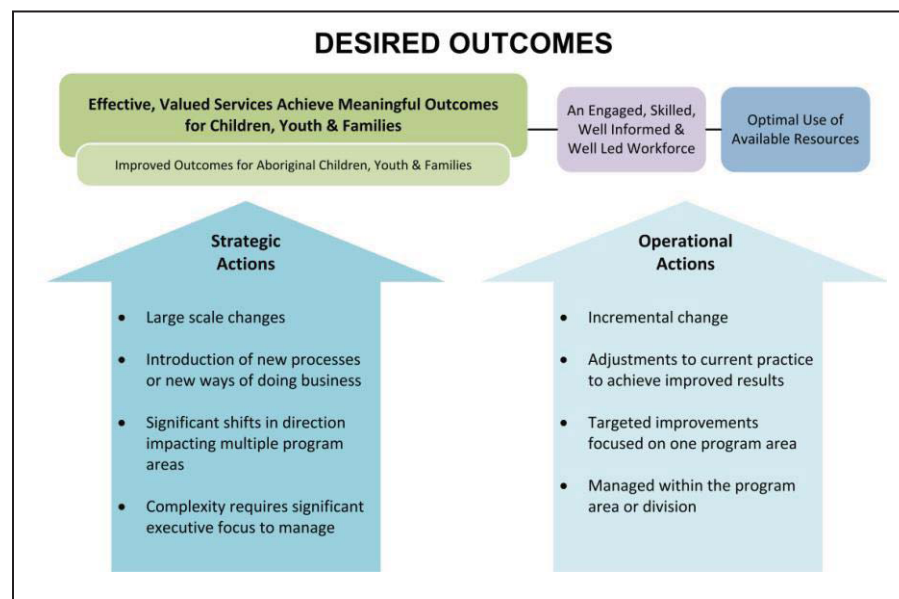 DESIRED OUTCOMES
Effective, Valued Services Achieve Meaningful Outcomes
for Children, Youth & Families
Improved Outcomes for Aboriginal Children, Youth & Families
An Engaged, Skilled,
Well Informed &
Well Led Workforce
Optimal Use of
Available Resources
Strategic
Actions
• Large scale changes
• Introduction of new processes
or new ways of doing business
• Significant shifts in direction
impacting multiple program
areas
• Complexity requires significant
executive focus to manage
Operational
Actions
• Incremental change
• Adjustments to current practice
to achieve improved results
• Targeted improvements
focused on one program area
• Managed within the program
area or division